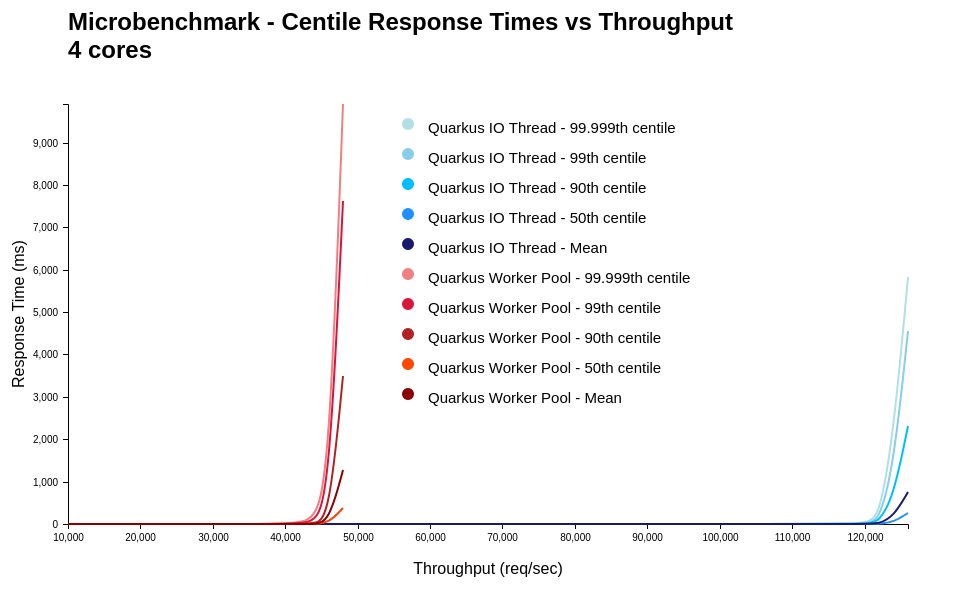 Microbenchmark - Centile Response Times vs Throughput
4 cores
Quarkus IO Thread - 99.999th centile
Quarkus IO Thread - 99th centile
Quarkus IO Thread - 90th centile
Quarkus IO Thread - 50th centile
Quarkus IO Thread - Mean
Quarkus Worker Pool - 99.999th centile
Quarkus Worker Pool - 99th centile
Quarkus Worker Pool - 90th centile
Quarkus Worker Pool - 50th centile
Quarkus Worker Pool - Mean
Response Time (ms)
9,000
8,000
7,000
6,000
5,000
4,000
3,000
2,000
1,000
0
10,000 20,000 30,000 40,000 50,000 60,000 70,000 80,000 90,000 100,000 110,000 120,000
Throughput (req/sec)